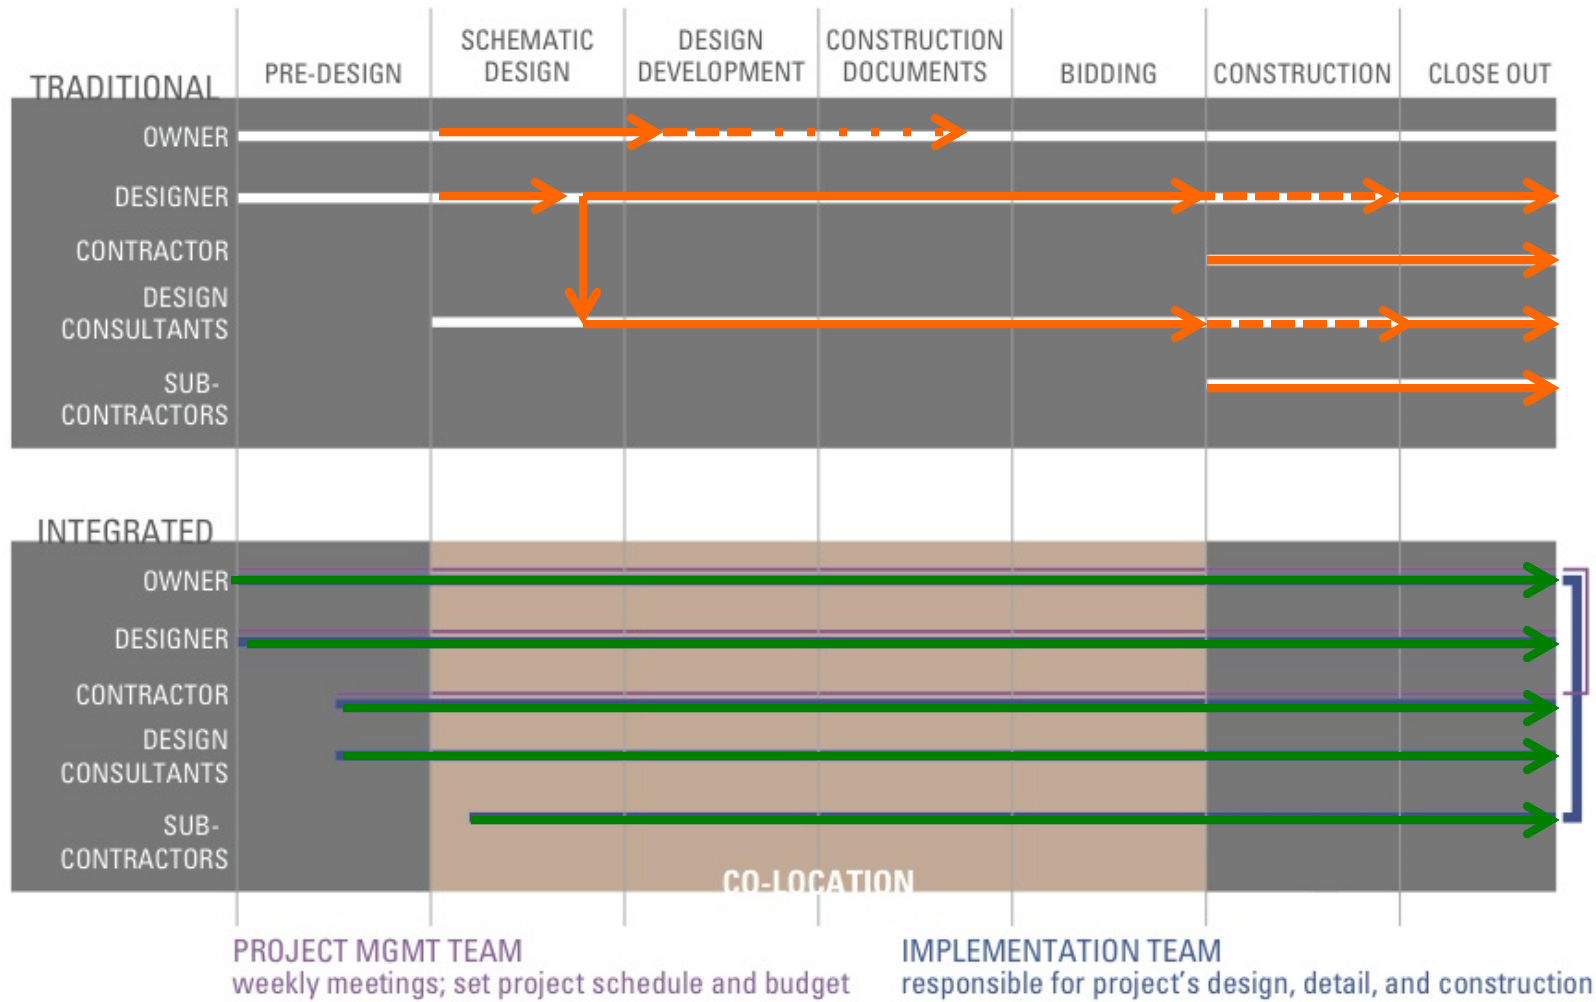 SCHEMATIC
DESIGN
DESIGN
DEVELOPMENT
CONSTRUCTION
DOCUMENTS
PRE-DESIGN
BIDDING
CONSTRUCTION
CLOSE OUT
TRADITIONAL
OWNER
DESIGNER
CONTRACTOR
DESIGN
CONSULTANTS
SUB-
CONTRACTORS
INTEGRATED
OWNER
DESIGNER
CONTRACTOR
DESIGN
CONSULTANTS
SUB-
CONTRACTORS
CO-LOCATION
PROJECT MGMT TEAM
weekly meetings; set project schedule and budget
IMPLEMENTATION TEAM
responsible for project's design, detail, and construction